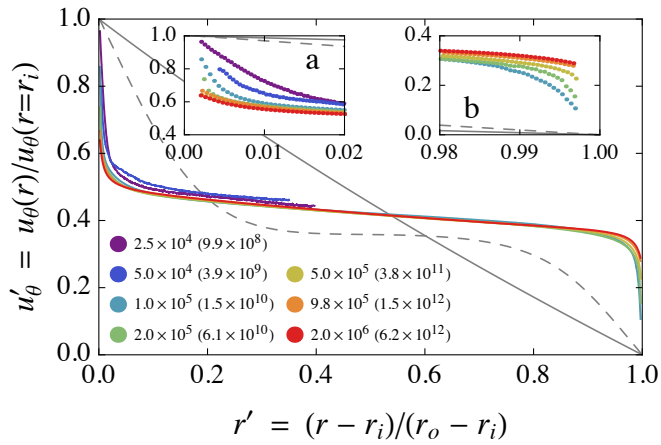 1.0
0.8
0.6
0.4
0.2
0.0
u′θ = uθ(r)/uθ(r=ri)
0.0 0.2 0.4 0.6 0.8 1.0
r′ = (r − ri)/(ro − ri)
a
1.0
0.8
0.6
0.4
0.00 0.01 0.02
b
0.4
0.2
0.0
0.98 0.99 1.00
2.5×10⁴ (9.9×10⁸)
5.0×10⁴ (3.9×10⁹)
1.0×10⁵ (1.5×10¹⁰)
2.0×10⁵ (6.1×10¹⁰)
5.0×10⁵ (3.8×10¹¹)
9.8×10⁵ (1.5×10¹²)
2.0×10⁶ (6.2×10¹²)